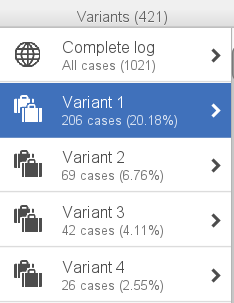 Variants (421)
Complete log
All cases (1021)
Variant 1
206 cases (20.18%)
Variant 2
69 cases (6.76%)
Variant 3
42 cases (4.11%)
Variant 4
26 cases (2.55%)